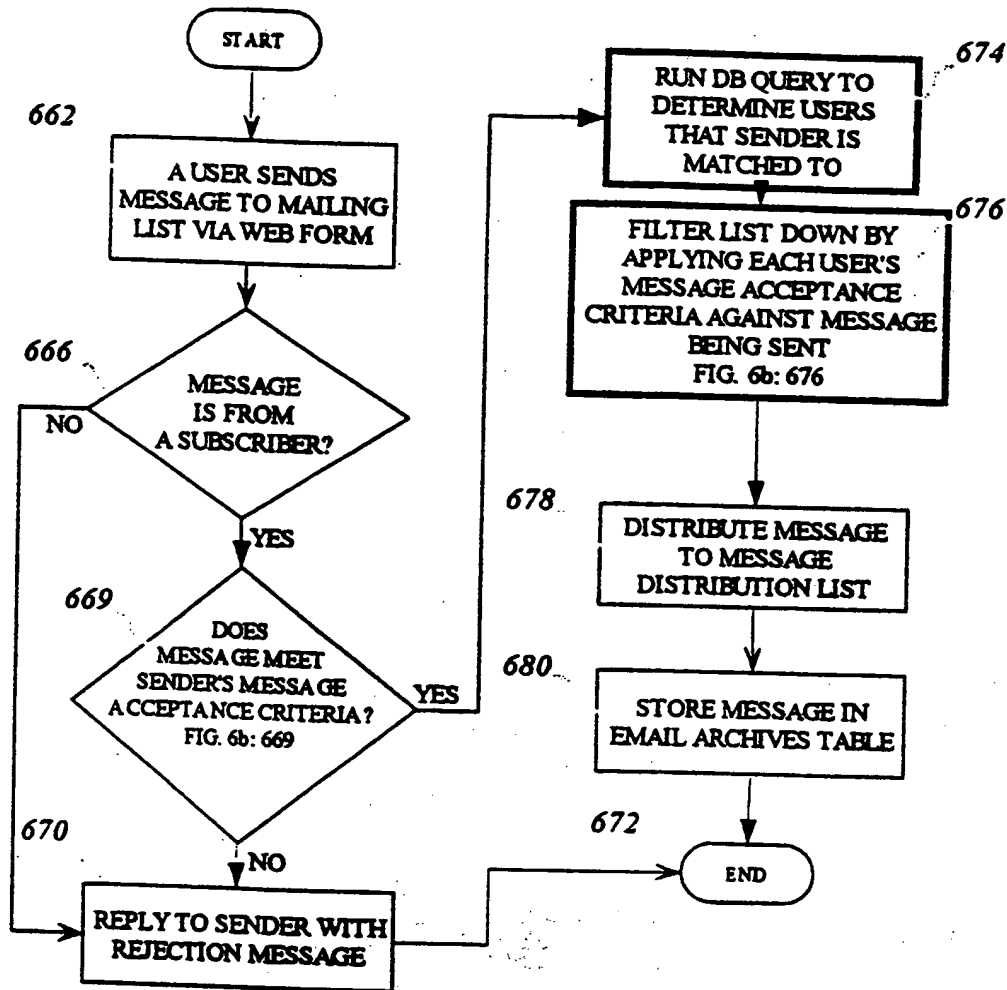 START
662
A USER SENDS
MESSAGE TO MAILING
LIST VIA WEB FORM
666
MESSAGE
IS FROM
A SUBSCRIBER?
NO
YES
669
DOES
MESSAGE MEET
SENDER'S MESSAGE
ACCEPTANCE CRITERIA?
FIG. 6b: 669
YES
NO
670
REPLY TO SENDER WITH
REJECTION MESSAGE
674
RUN DB QUERY TO
DETERMINE USERS
THAT SENDER IS
MATCHED TO
676
FILTER LIST DOWN BY
APPLYING EACH USER'S
MESSAGE ACCEPTANCE
CRITERIA AGAINST MESSAGE
BEING SENT
FIG. 6b: 676
678
DISTRIBUTE MESSAGE
TO MESSAGE
DISTRIBUTION LIST
680
STORE MESSAGE IN
EMAIL ARCHIVES TABLE
672
END